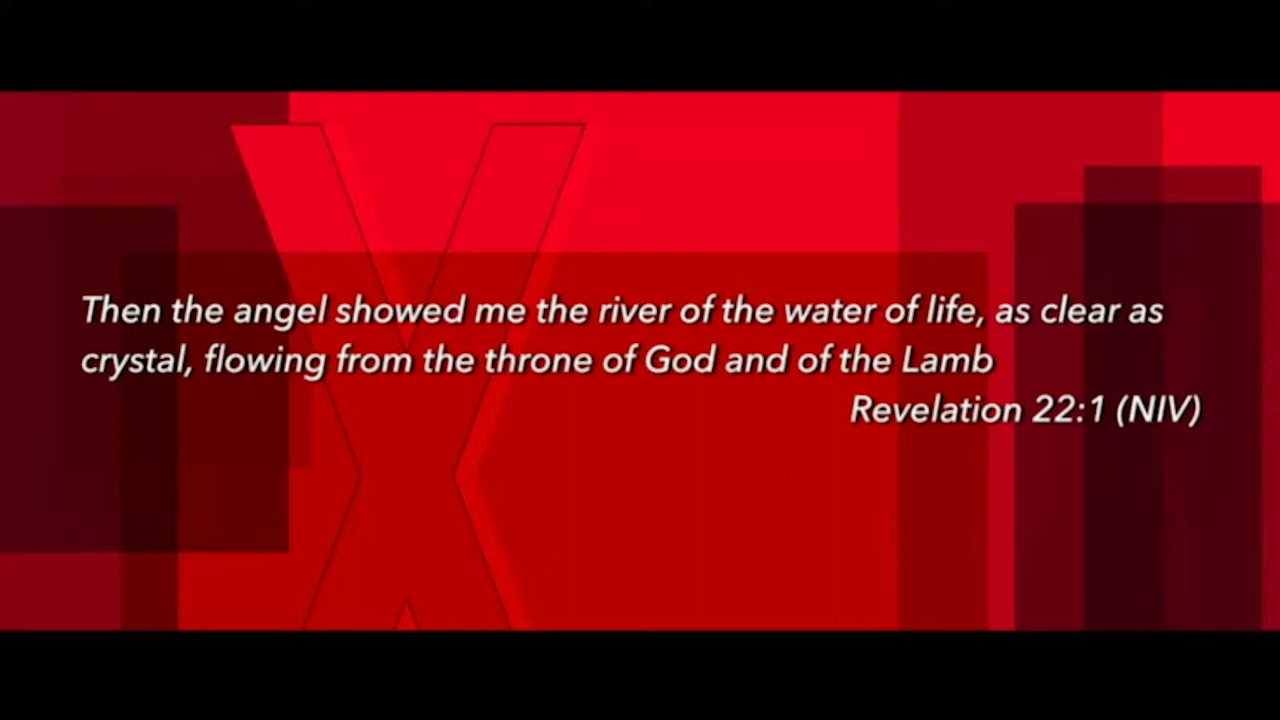 Then the angel showed me the river of the water of life, as clear as
crystal, flowing from the throne of God and of the Lamb
Revelation 22:1 (NIV)